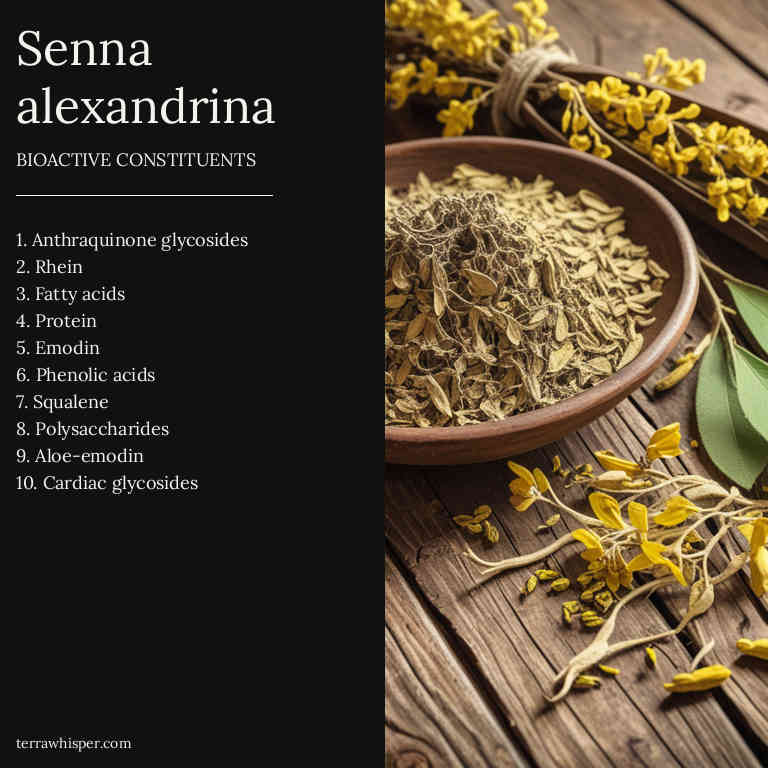 Senna
alexandrina
BIOACTIVE CONSTITUENTS
1. Anthraquinone glycosides
2. Rhein
3. Fatty acids
4. Protein
5. Emodin
6. Phenolic acids
7. Squalene
8. Polysaccharides
9. Aloe-emodin
10. Cardiac glycosides
terrawhisper.com